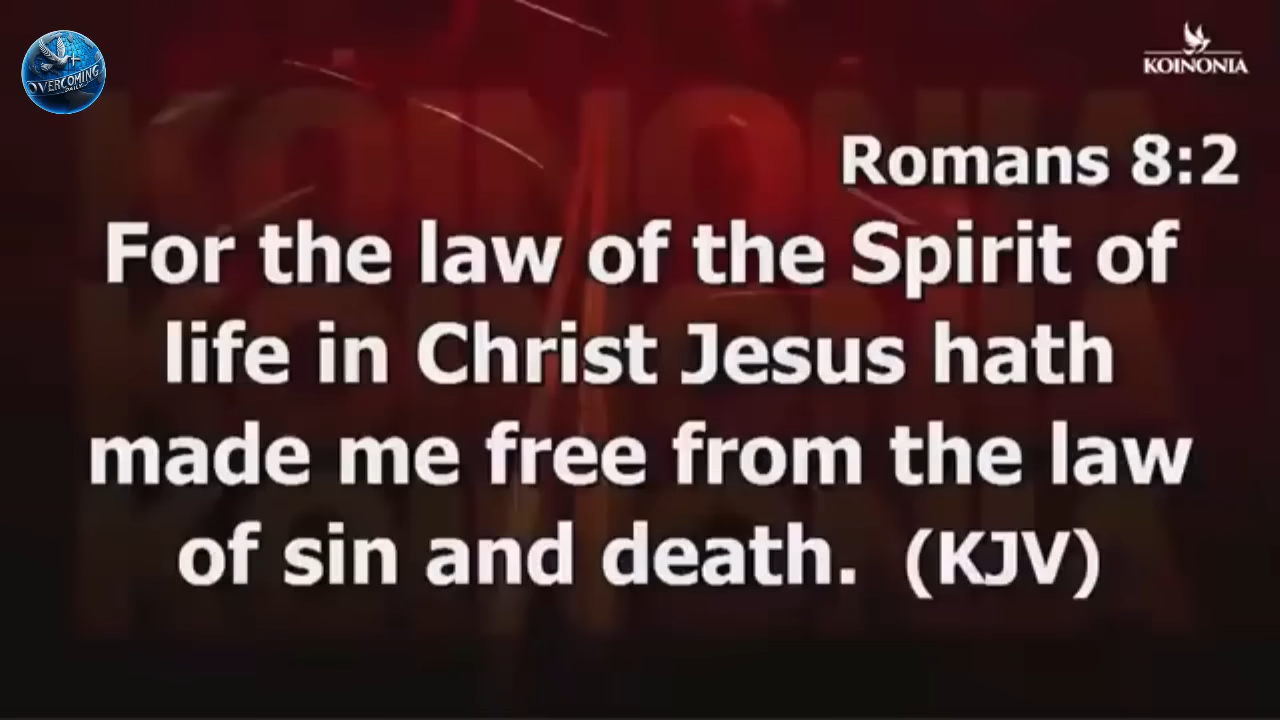 OVERCOMING
DAILY
KOINONIA
Romans 8:2
For the law of the Spirit of
life in Christ Jesus hath
made me free from the law
of sin and death. (KJV)